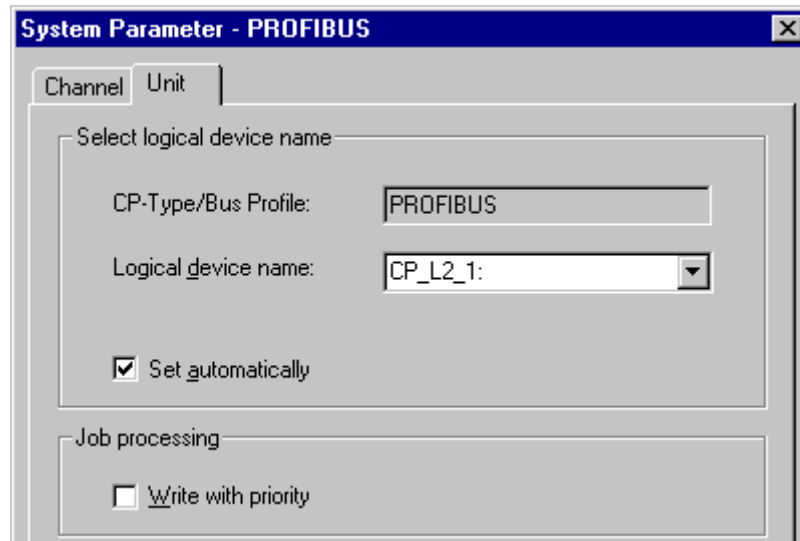 System Parameter - PROFIBUS
Channel Unit
Select logical device name
CP-Type/Bus Profile: PROFIBUS
Logical device name: CP_L2_1:
Set automatically
Job processing
Write with priority